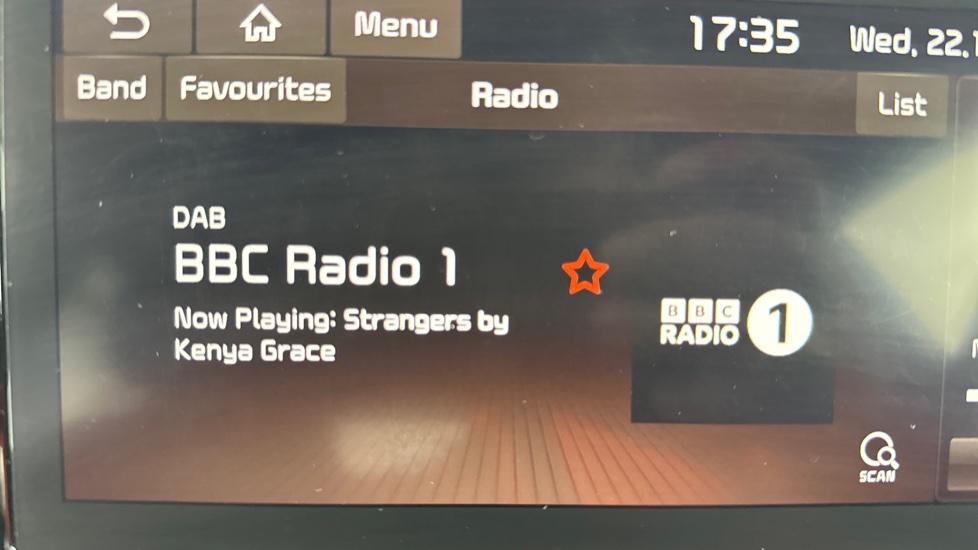 Menu
17:35
Wed, 22.
Band
Favourites
Radio
List
DAB
BBC Radio 1
Now Playing: Strangers by
Kenya Grace
BBC
RADIO 1
SCAN